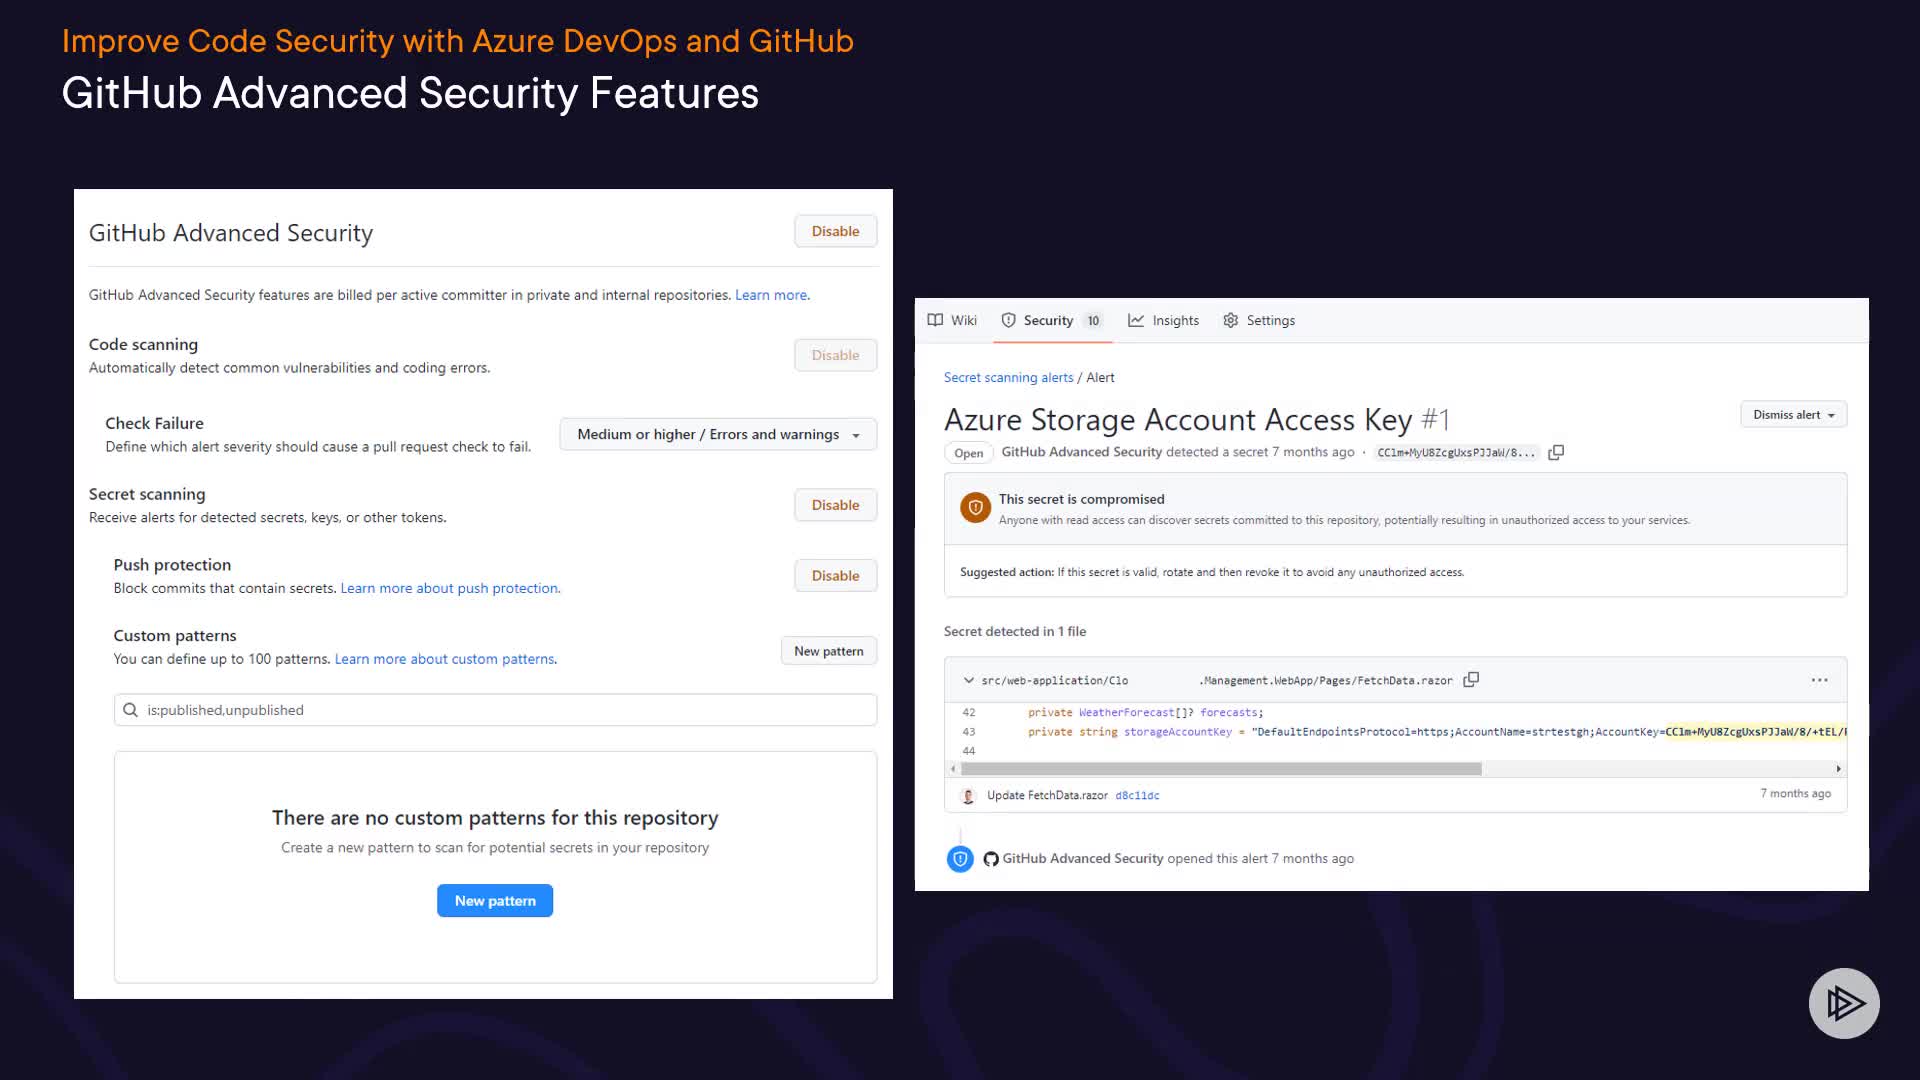 Improve Code Security with Azure DevOps and GitHub
GitHub Advanced Security Features
GitHub Advanced Security
Disable
GitHub Advanced Security features are billed per active committer in private and internal repositories. Learn more.
Code scanning
Automatically detect common vulnerabilities and coding errors.
Disable
Check Failure
Define which alert severity should cause a pull request check to fail.
Medium or higher / Errors and warnings
Secret scanning
Receive alerts for detected secrets, keys, or other tokens.
Disable
Push protection
Block commits that contain secrets. Learn more about push protection.
Disable
Custom patterns
You can define up to 100 patterns. Learn more about custom patterns.
New pattern
is:published,unpublished
There are no custom patterns for this repository
Create a new pattern to scan for potential secrets in your repository
New pattern
Wiki Security 10 Insights Settings
Secret scanning alerts / Alert
Azure Storage Account Access Key #1
Dismiss alert
Open GitHub Advanced Security detected a secret 7 months ago · CClm+MyU8ZcgUxsPJJaW/8...
This secret is compromised
Anyone with read access can discover secrets committed to this repository, potentially resulting in unauthorized access to your services.
Suggested action: If this secret is valid, rotate and then revoke it to avoid any unauthorized access.
Secret detected in 1 file
src/web-application/Clo .Management.WebApp/Pages/FetchData.razor
42 private WeatherForecast[]? forecasts;
43 private string storageAccountKey = "DefaultEndpointsProtocol=https;AccountName=strtestgh;AccountKey=CClm+MyU8ZcgUxsPJJaW/8/+tEL/
44
Update FetchData.razor d8c11dc
7 months ago
GitHub Advanced Security opened this alert 7 months ago